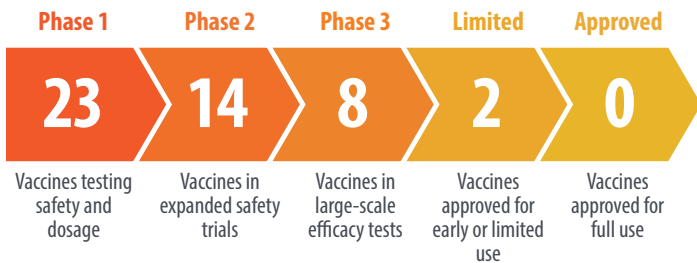 Phase 1
Phase 2
Phase 3
Limited
Approved
23
14
8
2
0
Vaccines testing
safety and
dosage
Vaccines in
expanded safety
trials
Vaccines in
large-scale
efficacy tests
Vaccines
approved for
early or limited
use
Vaccines
approved for
full use